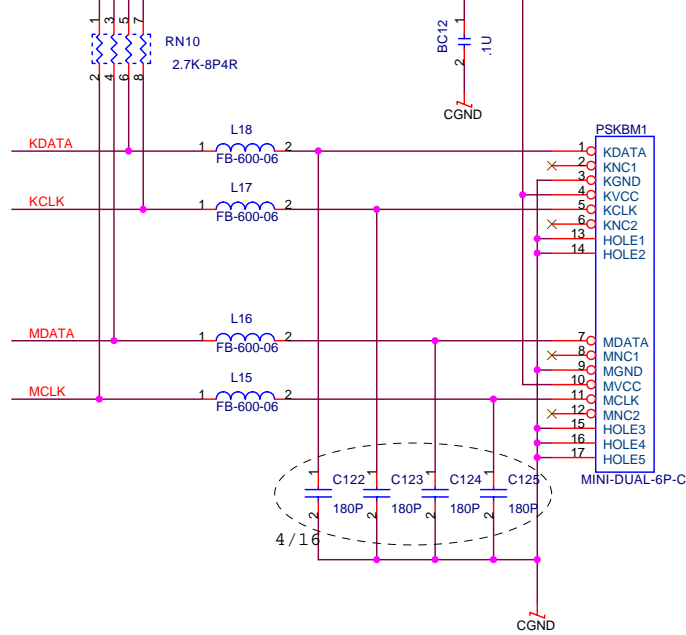 1 3 5 7
RN10
2.7K-8P4R
2 4 6 8
1
BC12
.1U
2
CGND
PSKBM1
KDATA
1 L18 2
FB-600-06
1 KDATA
2 KNC1
3 KGND
4 KVCC
KCLK
1 L17 2
FB-600-06
5 KCLK
6 KNC2
13 HOLE1
14 HOLE2
MDATA
1 L16 2
FB-600-06
7 MDATA
8 MNC1
9 MGND
10 MVCC
MCLK
1 L15 2
FB-600-06
11 MCLK
12 MNC2
15 HOLE3
16 HOLE4
17 HOLE5
MINI-DUAL-6P-C
1 C122 1 C123 1 C124 1 C125
2 180P 2 180P 2 180P 2 180P
4/16
CGND